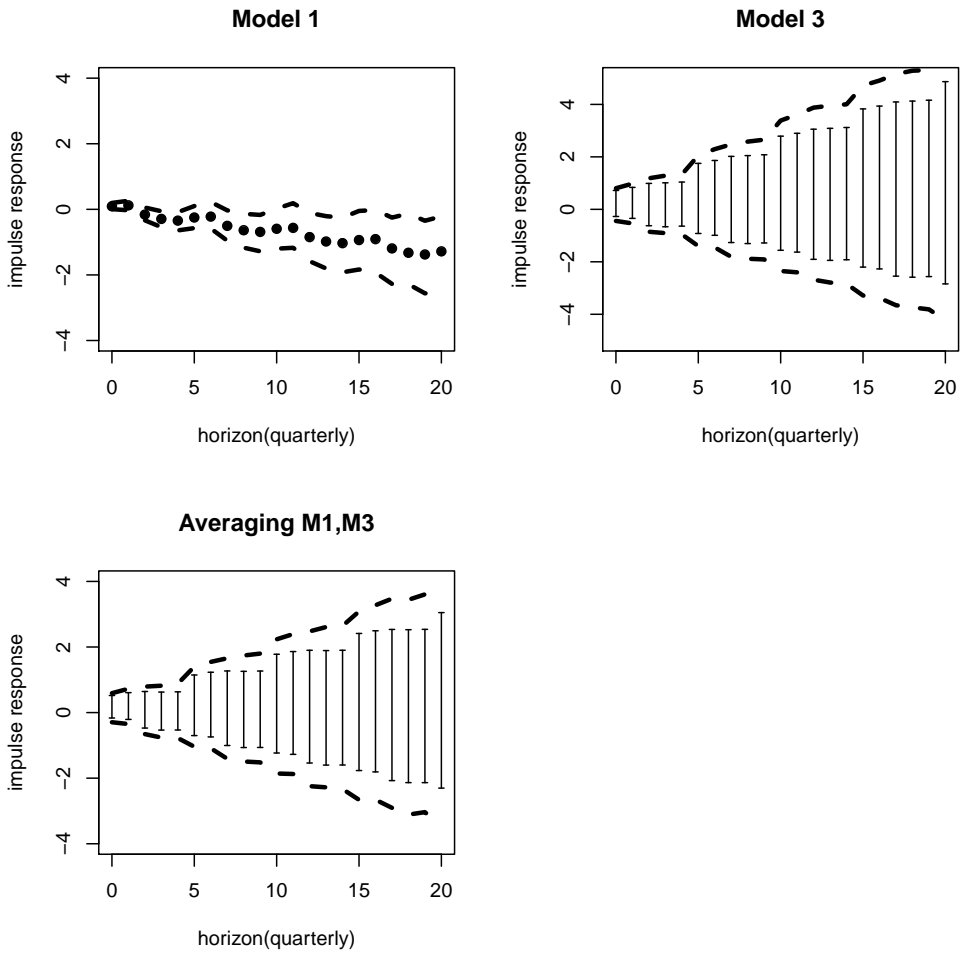 Model 1
impulse response
4
2
0
−2
−4
0 5 10 15 20
horizon(quarterly)
Model 3
impulse response
4
2
0
−2
−4
0 5 10 15 20
horizon(quarterly)
Averaging M1,M3
impulse response
4
2
0
−2
−4
0 5 10 15 20
horizon(quarterly)